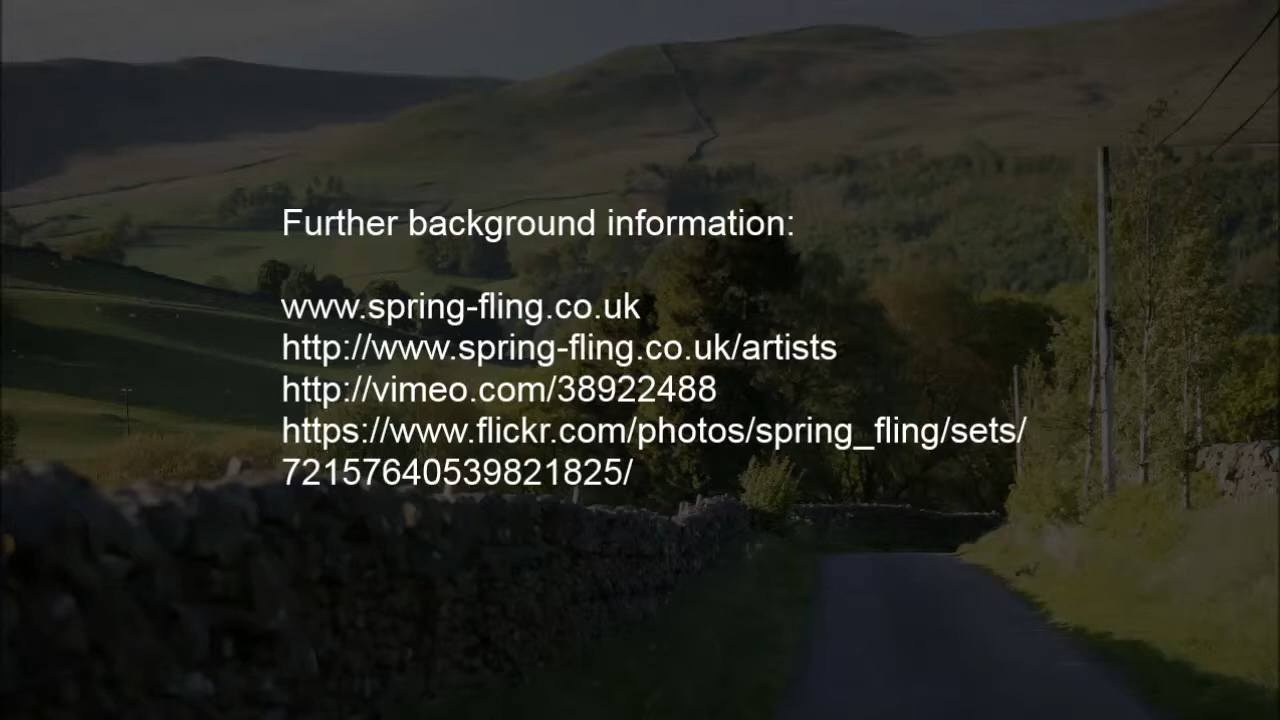 Further background information:
www.spring-fling.co.uk
http://www.spring-fling.co.uk/artists
http://vimeo.com/38922488
https://www.flickr.com/photos/spring_fling/sets/
72157640539821825/